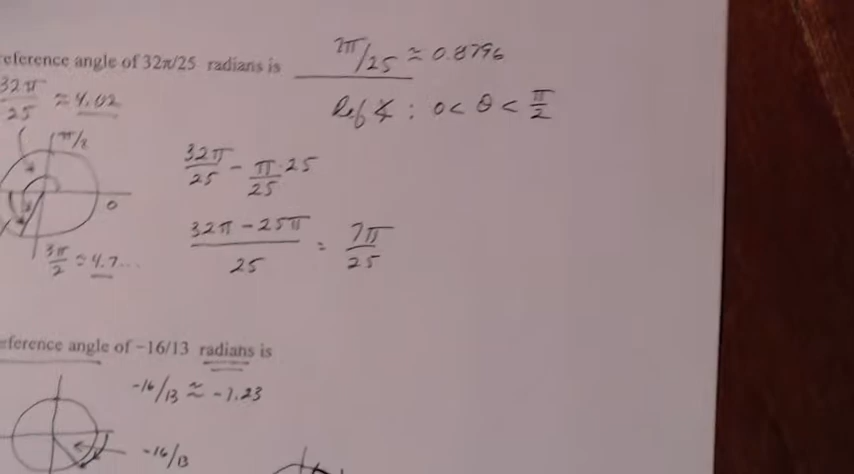 eference angle of 32π/25 radians is 7π/25 ≈ 0.8796
32π/25 ≈ 4.02
Ref ∡ : 0 < θ < π/2
π/2
32π/25 - π/25 · 25
0
32π - 25π / 25 = 7π/25
3π/2 ≈ 4.7...
eference angle of -16/13 radians is
-16/13 ≈ -1.23
-16/13